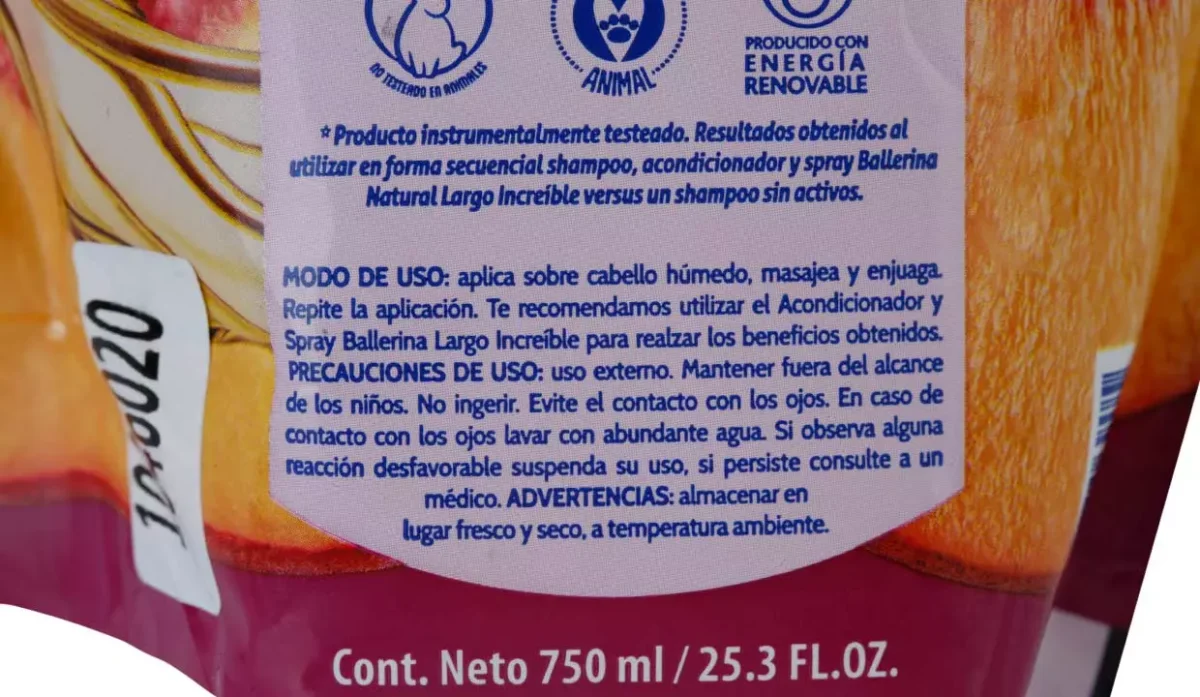 NO TESTEADO EN ANIMALES
ANIMAL
PRODUCIDO CON
ENERGÍA
RENOVABLE
*Producto instrumentalmente testeado. Resultados obtenidos al
utilizar en forma secuencial shampoo, acondicionador y spray Ballerina
Natural Largo Increíble versus un shampoo sin activos.
MODO DE USO: aplica sobre cabello húmedo, masajea y enjuaga.
Repite la aplicación. Te recomendamos utilizar el Acondicionador y
Spray Ballerina Largo Increíble para realzar los beneficios obtenidos.
PRECAUCIONES DE USO: uso externo. Mantener fuera del alcance
de los niños. No ingerir. Evite el contacto con los ojos. En caso de
contacto con los ojos lavar con abundante agua. Si observa alguna
reacción desfavorable suspenda su uso, si persiste consulte a un
médico. ADVERTENCIAS: almacenar en
lugar fresco y seco, a temperatura ambiente.
Cont. Neto 750 ml / 25.3 FL.OZ.